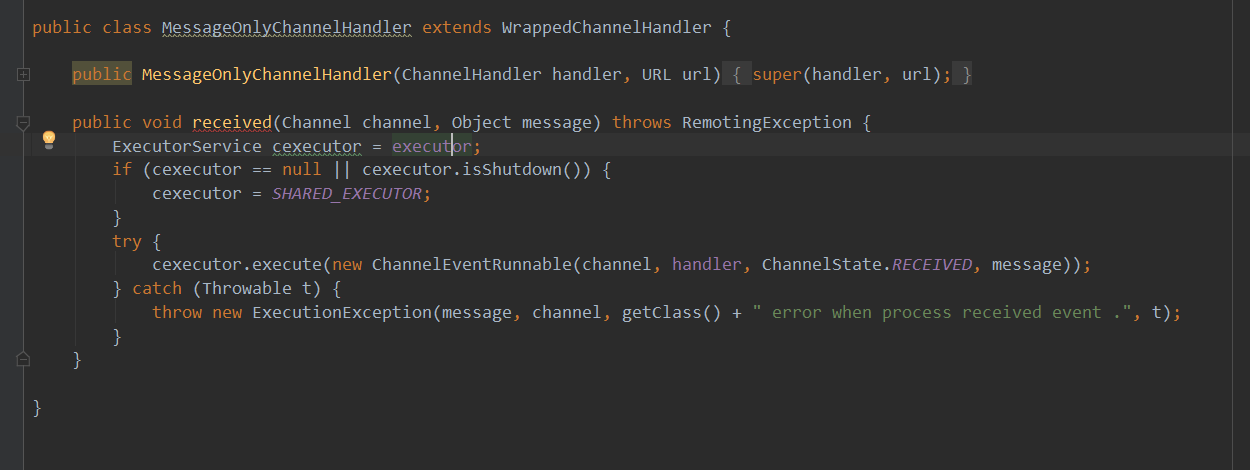 public class MessageOnlyChannelHandler extends WrappedChannelHandler {
public MessageOnlyChannelHandler(ChannelHandler handler, URL url) { super(handler, url); }
public void received(Channel channel, Object message) throws RemotingException {
ExecutorService cexecutor = executor;
if (cexecutor == null || cexecutor.isShutdown()) {
cexecutor = SHARED_EXECUTOR;
}
try {
cexecutor.execute(new ChannelEventRunnable(channel, handler, ChannelState.RECEIVED, message));
} catch (Throwable t) {
throw new ExecutionException(message, channel, getClass() + " error when process received event .", t);
}
}
}